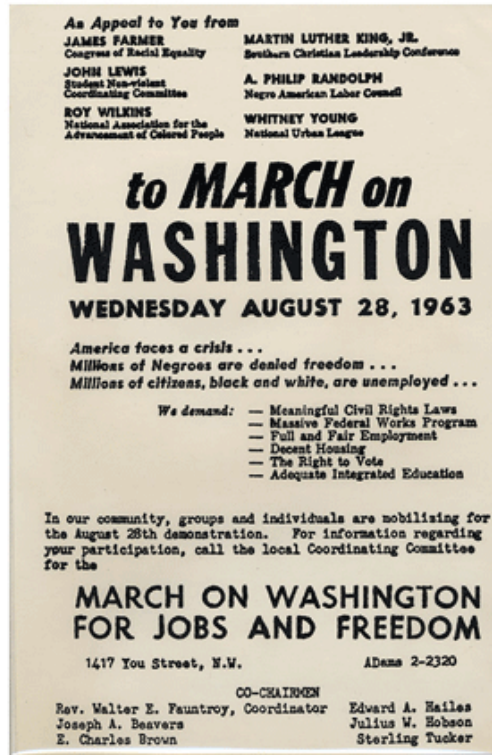 An Appeal to You from
JAMES FARMER
Congress of Racial Equality
JOHN LEWIS
Student Non-violent
Coordinating Committee
ROY WILKINS
National Association for the
Advancement of Colored People
MARTIN LUTHER KING, JR.
Southern Christian Leadership Conference
A. PHILIP RANDOLPH
Negro American Labor Council
WHITNEY YOUNG
National Urban League
to MARCH on
WASHINGTON
WEDNESDAY AUGUST 28, 1963
America faces a crisis ...
Millions of Negroes are denied freedom ...
Millions of citizens, black and white, are unemployed ...
We demand: — Meaningful Civil Rights Laws
— Massive Federal Works Program
— Full and Fair Employment
— Decent Housing
— The Right to Vote
— Adequate Integrated Education
In our community, groups and individuals are mobilizing for
the August 28th demonstration. For information regarding
your participation, call the local Coordinating Committee
for the
MARCH ON WASHINGTON
FOR JOBS AND FREEDOM
1417 You Street, N.W. ADams 2-2320
CO-CHAIRMEN
Rev. Walter E. Fauntroy, Coordinator
Joseph A. Beavers
E. Charles Brown
Edward A. Hailes
Julius W. Hobson
Sterling Tucker